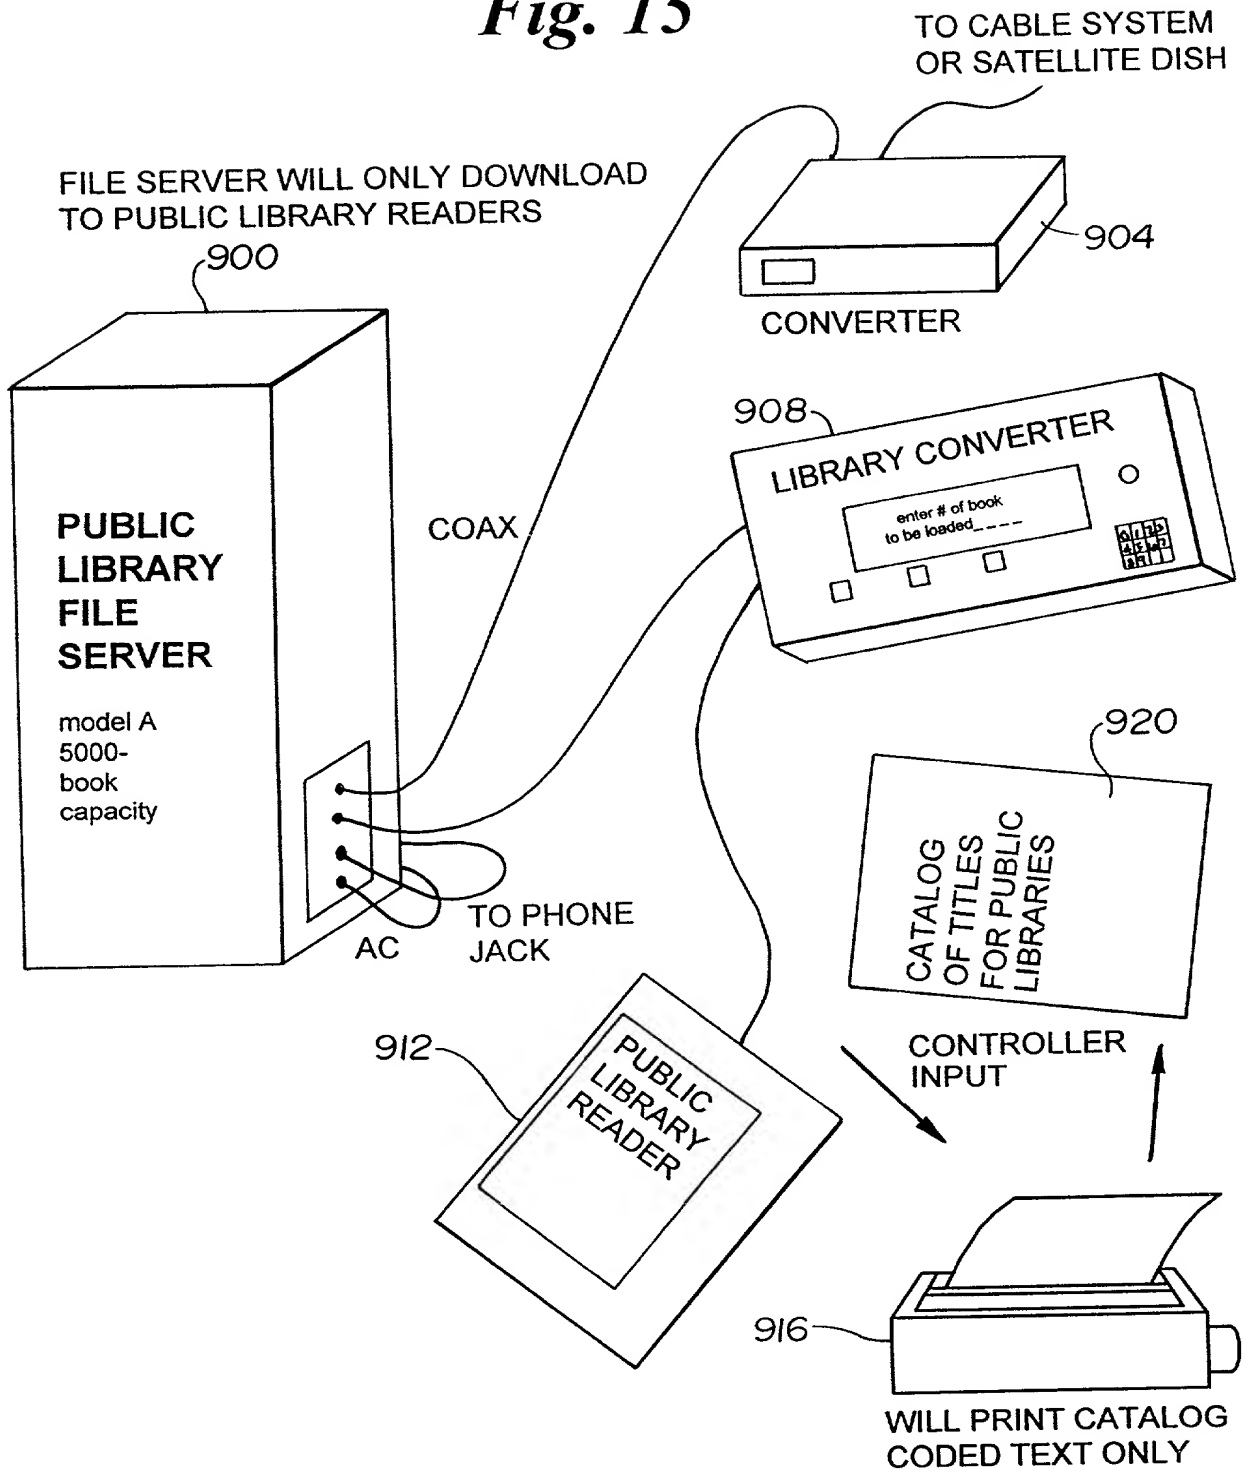 Fig. 15
TO CABLE SYSTEM
OR SATELLITE DISH
FILE SERVER WILL ONLY DOWNLOAD
TO PUBLIC LIBRARY READERS
900
904
CONVERTER
908
LIBRARY CONVERTER
enter # of book
to be loaded_ _ _ _
COAX
PUBLIC
LIBRARY
FILE
SERVER
model A
5000-
book
capacity
920
CATALOG
OF TITLES
FOR PUBLIC
LIBRARIES
TO PHONE
JACK
AC
912
PUBLIC
LIBRARY
READER
CONTROLLER
INPUT
916
WILL PRINT CATALOG
CODED TEXT ONLY